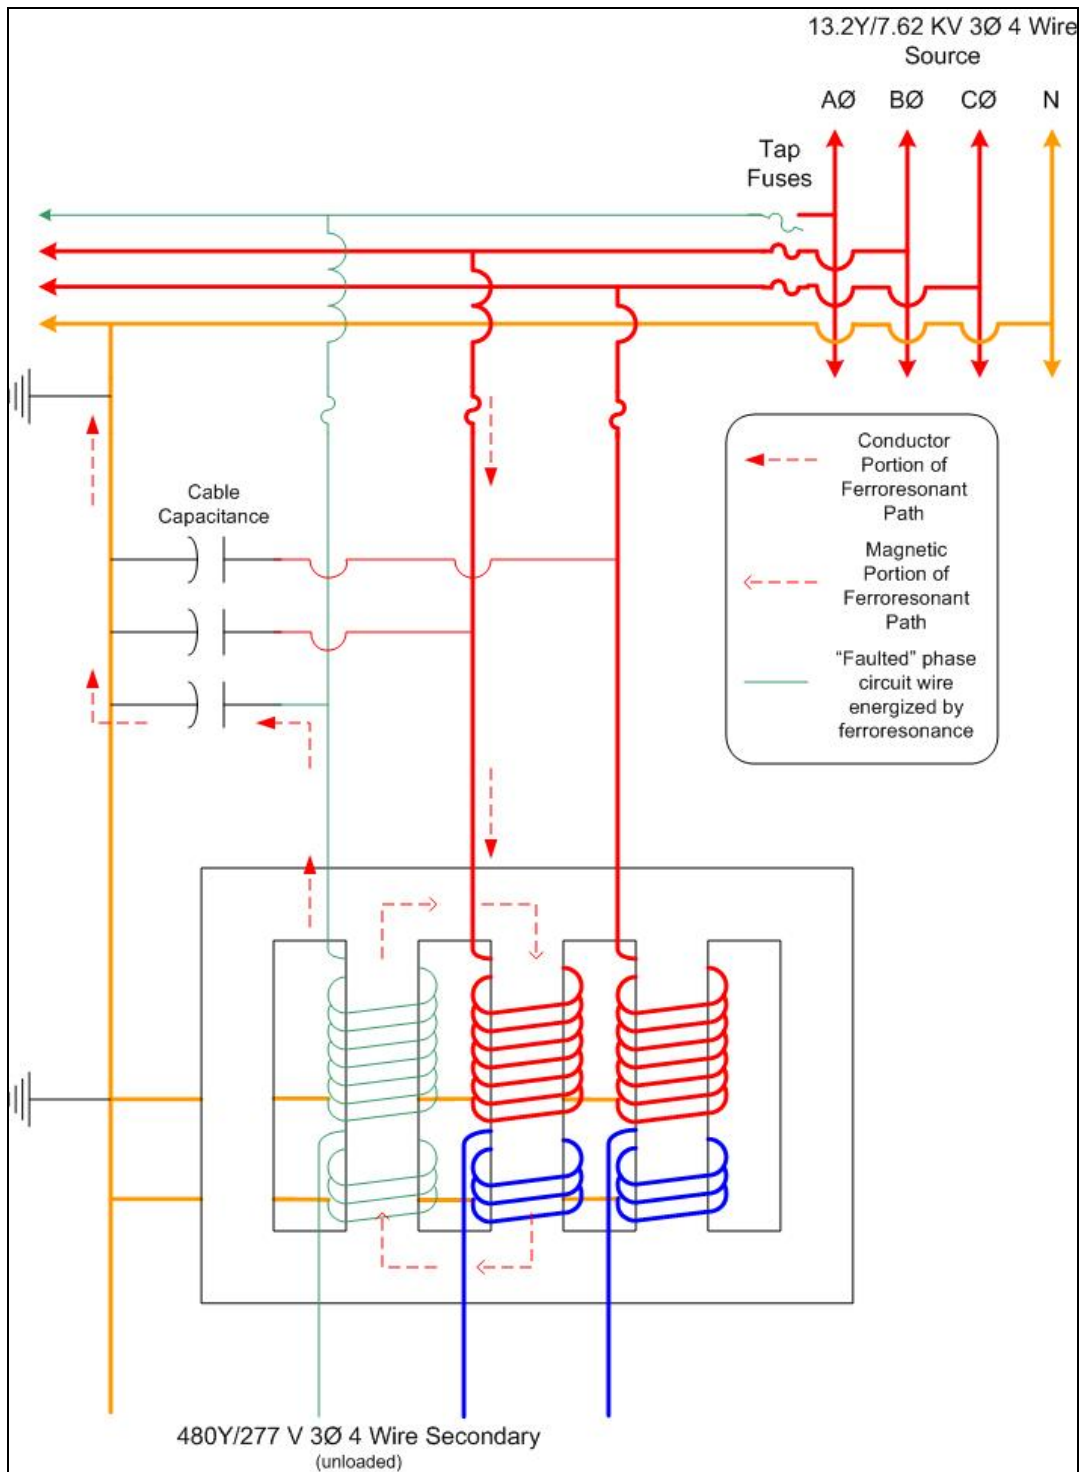 13.2Y/7.62 KV 3Ø 4 Wire
Source
AØ BØ CØ N
Tap
Fuses
Cable
Capacitance
Conductor
Portion of
Ferroresonant
Path
Magnetic
Portion of
Ferroresonant
Path
“Faulted” phase
circuit wire
energized by
ferroresonance
480Y/277 V 3Ø 4 Wire Secondary
(unloaded)